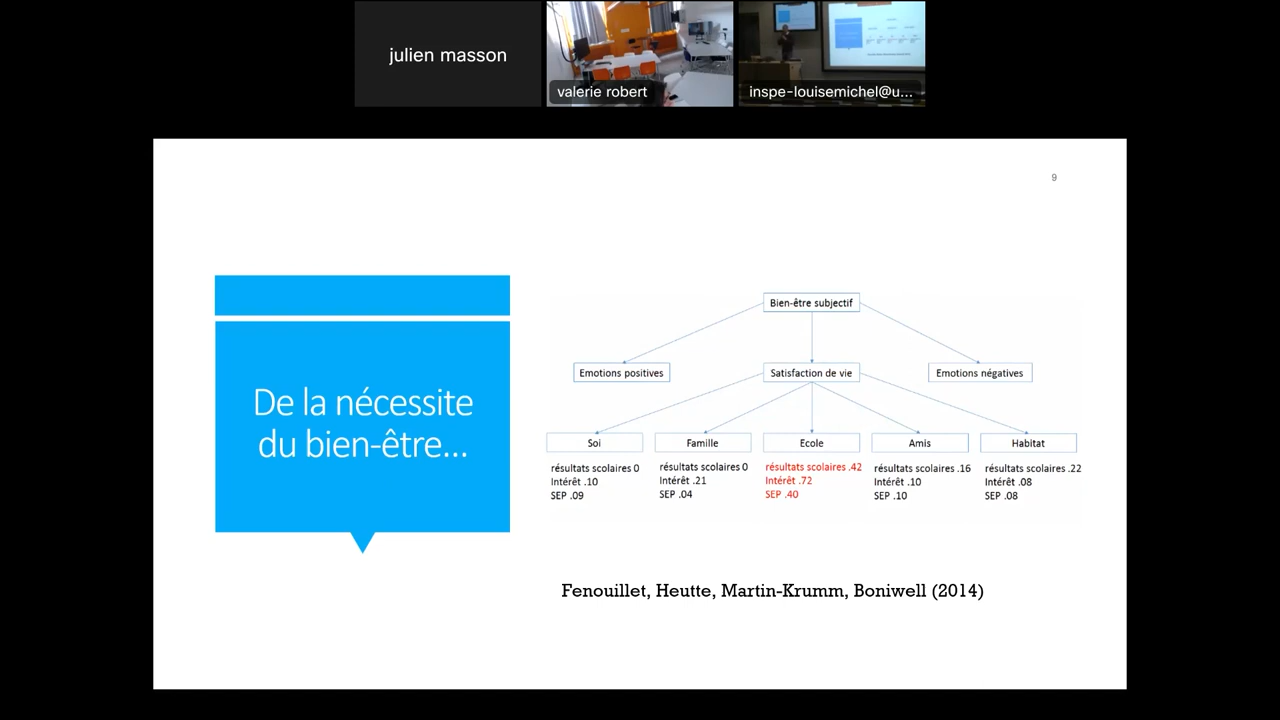 julien masson
valerie robert
inspe-louisemichel@u...
9
De la nécessite
du bien-être...
Bien-être subjectif
Emotions positives
Satisfaction de vie
Emotions négatives
Soi
Famille
Ecole
Amis
Habitat
résultats scolaires 0
Intérêt .10
SEP .09
résultats scolaires 0
Intérêt .21
SEP .04
résultats scolaires .42
Intérêt .72
SEP .40
résultats scolaires .16
Intérêt .10
SEP .10
résultats scolaires .22
Intérêt .08
SEP .08
Fenouillet, Heutte, Martin-Krumm, Boniwell (2014)